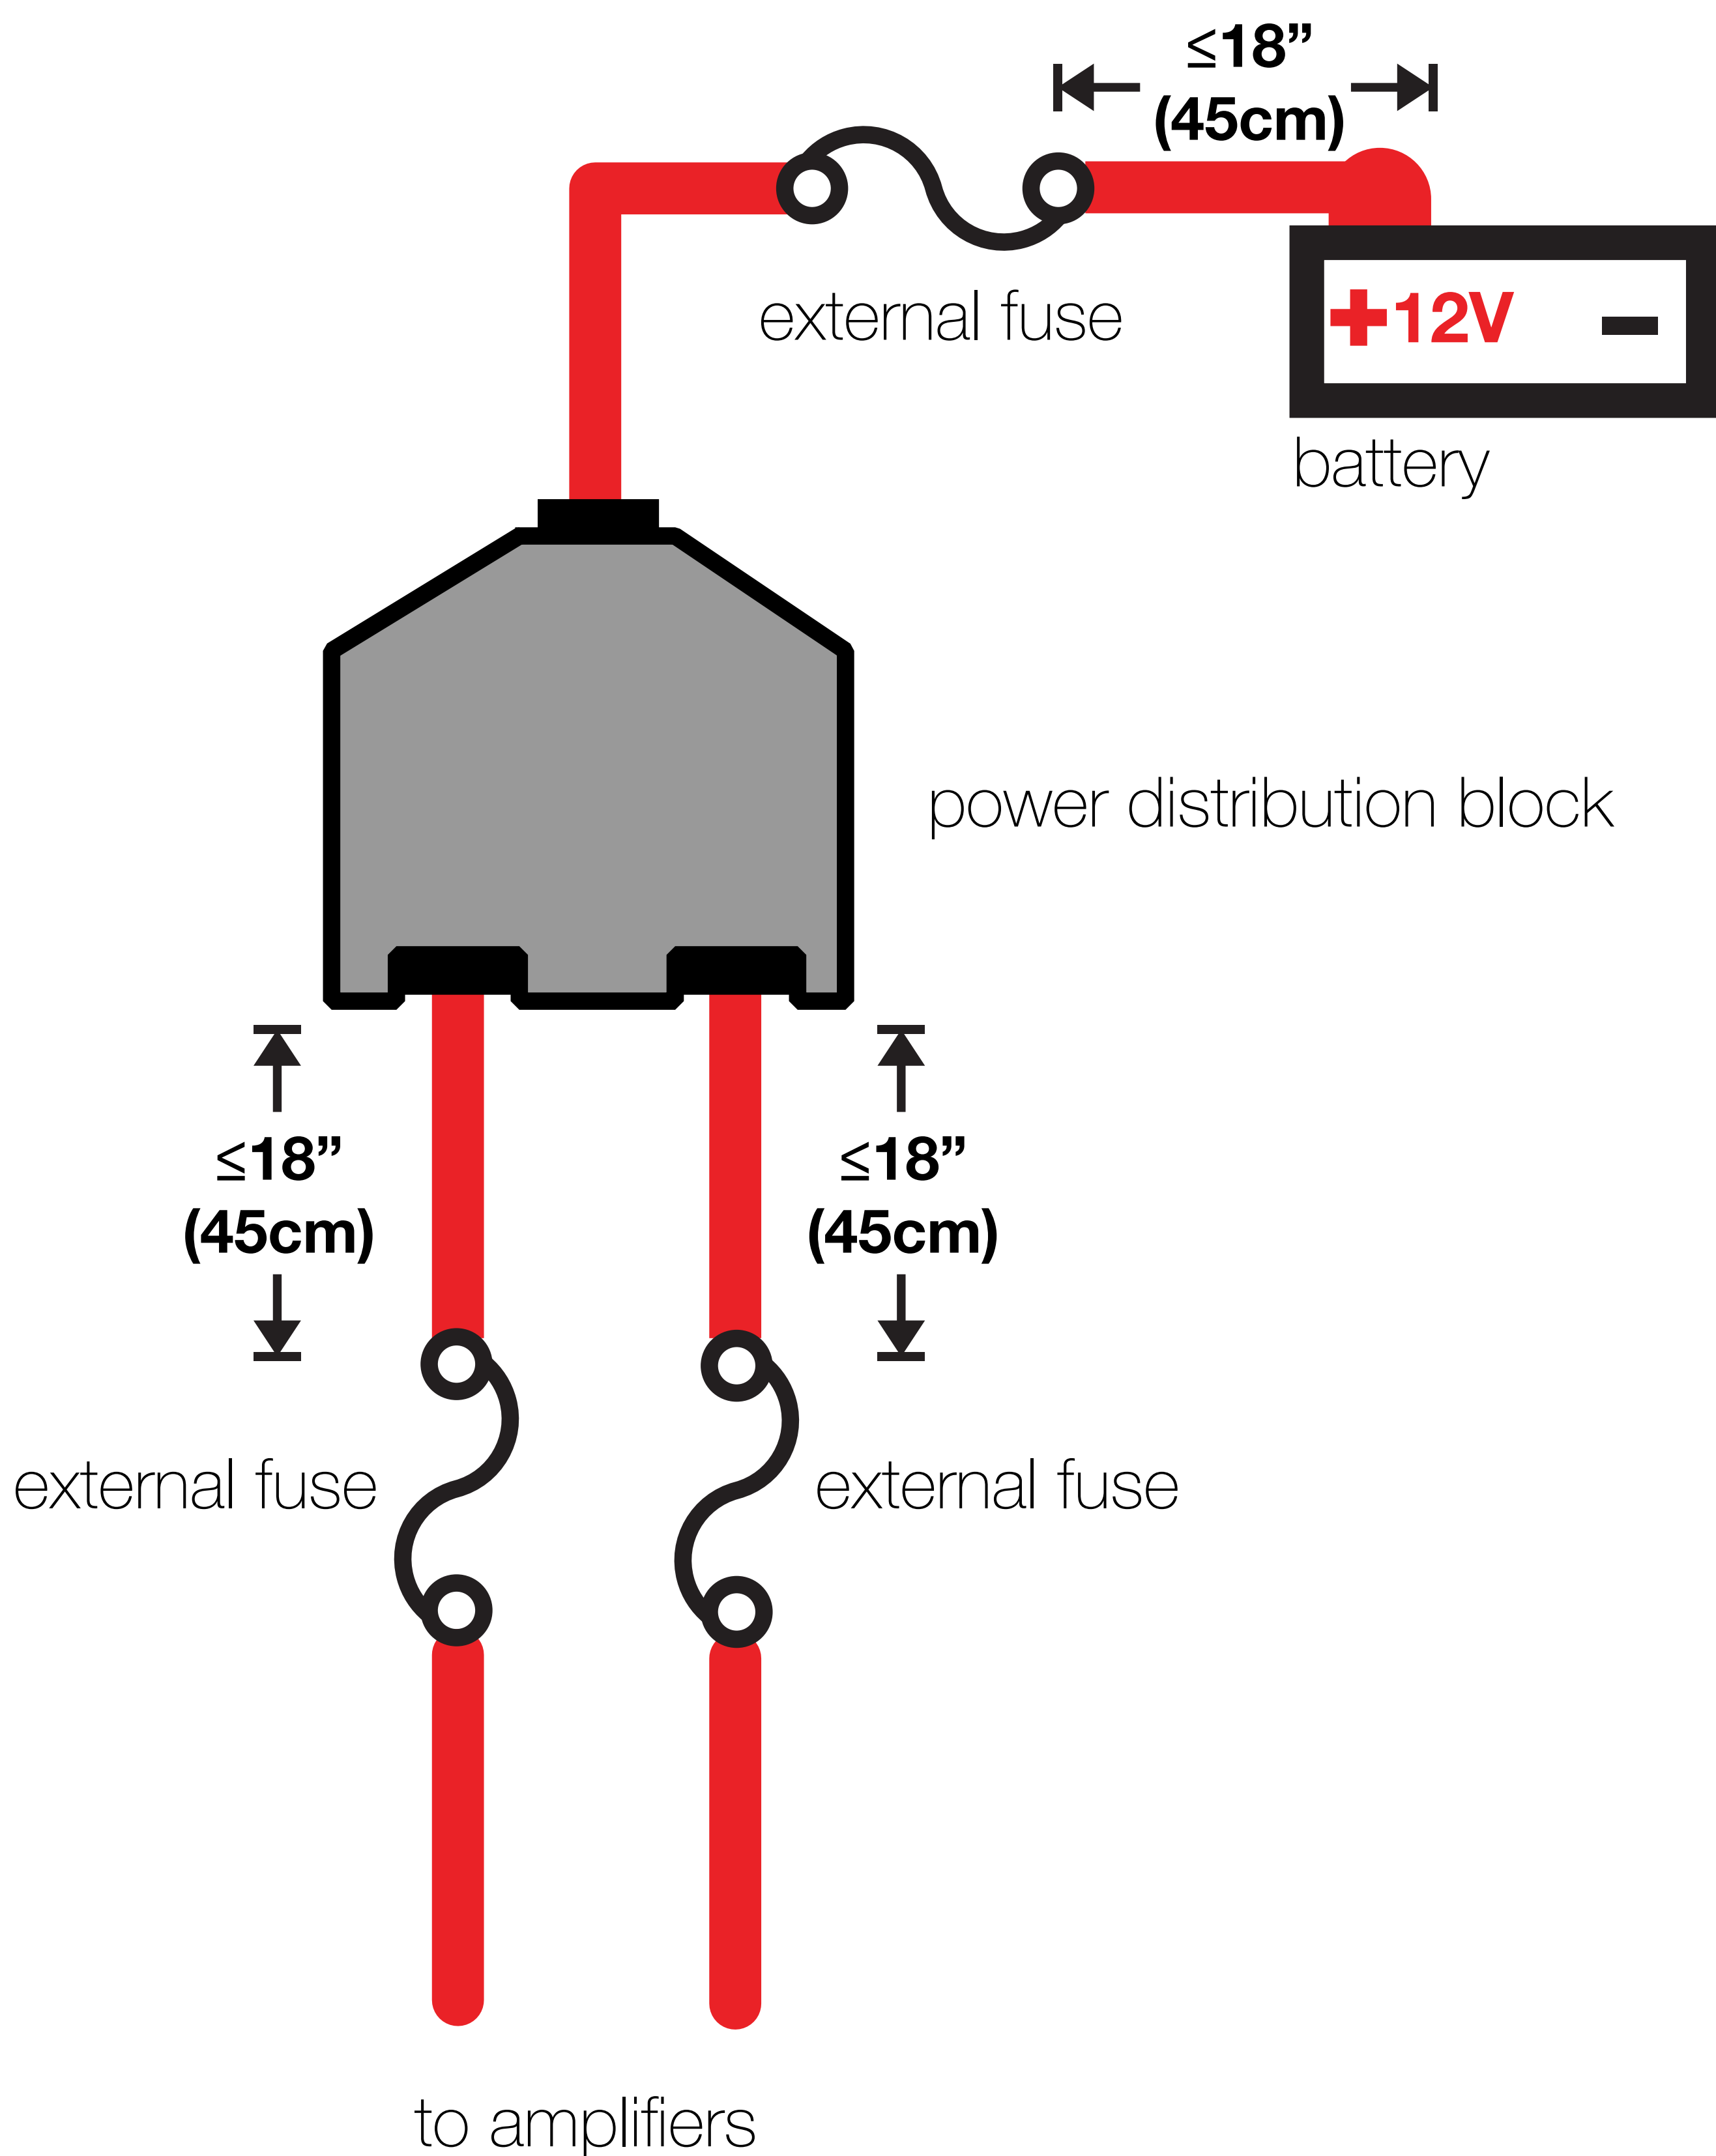 ≤18”
(45cm)
external fuse
+12V -
battery
power distribution block
≤18”
(45cm)
≤18”
(45cm)
external fuse
external fuse
to amplifiers